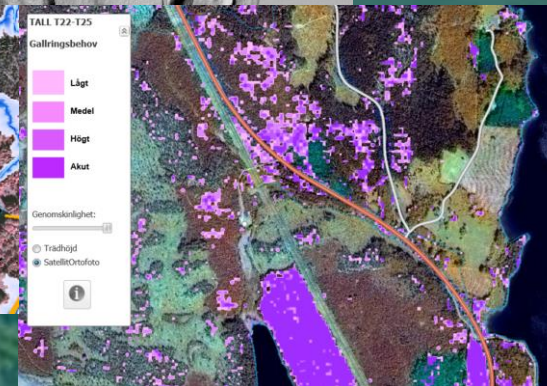 TALL T22-T25
Gallringsbehov
Lågt
Medel
Högt
Akut
Genomskinlighet:
Trädhöjd
SatellitOrtofoto